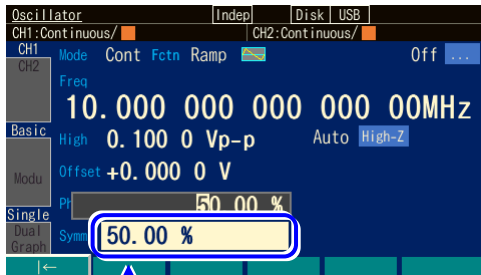 Oscillator Indep Disk USB
CH1:Continuous/ CH2:Continuous/
CH1 Mode Cont Fctn Ramp Off ...
CH2
Freq
10.000 000 000 000 00MHz
Basic High 0.100 0 Vp-p Auto High-Z
Modu Offset +0.000 0 V
Ph 50.00 %
Single
Dual Symm 50.00 %
Graph
|←